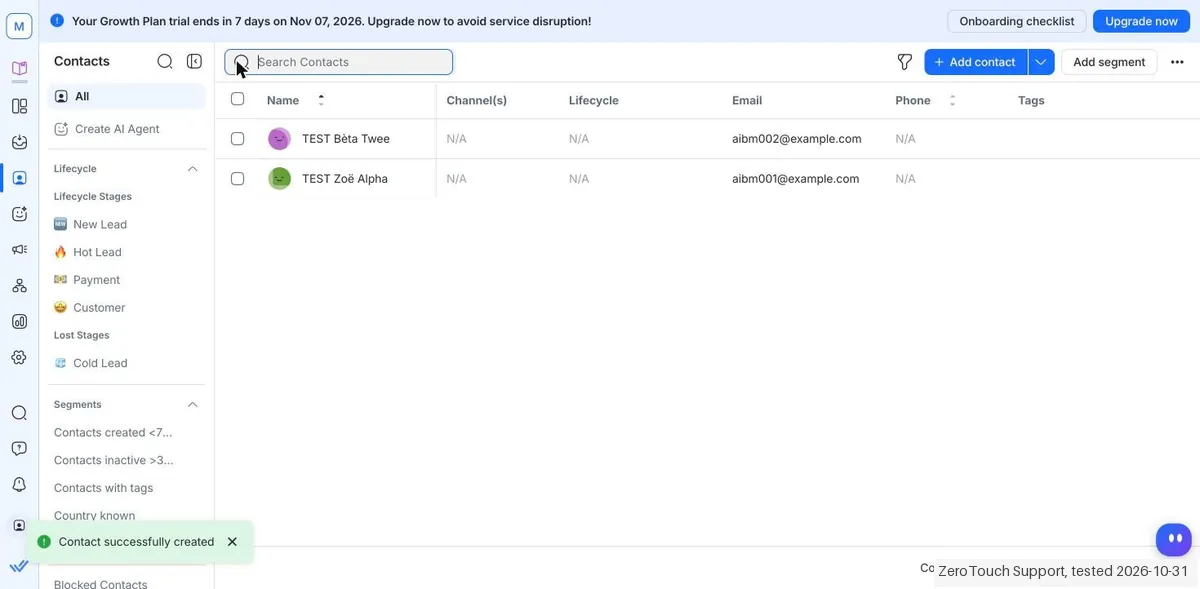 M
Your Growth Plan trial ends in 7 days on Nov 07, 2026. Upgrade now to avoid service disruption!
Onboarding checklist
Upgrade now
Contacts
Search Contacts
+ Add contact
Add segment
All
Create AI Agent
Lifecycle
Lifecycle Stages
New Lead
Hot Lead
Payment
Customer
Lost Stages
Cold Lead
Segments
Contacts created <7...
Contacts inactive >3...
Contacts with tags
Country known
Blocked Contacts
Name Channel(s) Lifecycle Email Phone Tags
TEST Bèta Twee N/A N/A aibm002@example.com N/A
TEST Zoë Alpha N/A N/A aibm001@example.com N/A
Contact successfully created
Co
ZeroTouch Support, tested 2026-10-31